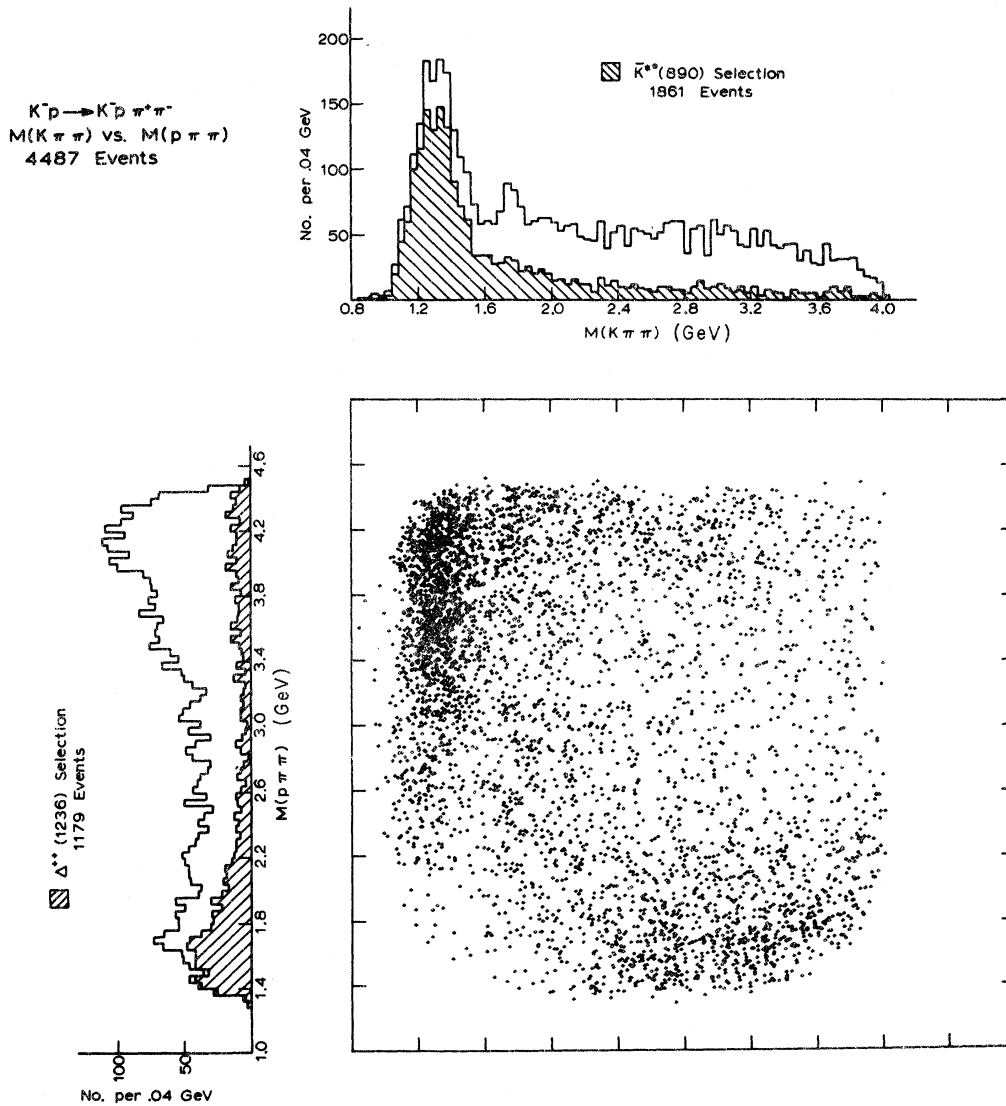 K⁻p → K⁻p π⁺π⁻
M(Kππ) vs. M(pππ)
4487 Events
K̄*°(890) Selection
1861 Events
No. per .04 GeV
200
150
100
50
0.8 1.2 1.6 2.0 2.4 2.8 3.2 3.6 4.0
M(Kππ) (GeV)
Δ⁺⁺ (1236) Selection
1179 Events
M(pππ) (GeV)
4.6
4.2
3.8
3.4
3.0
2.6
2.2
1.8
1.4
1.0
100 50
No. per .04 GeV